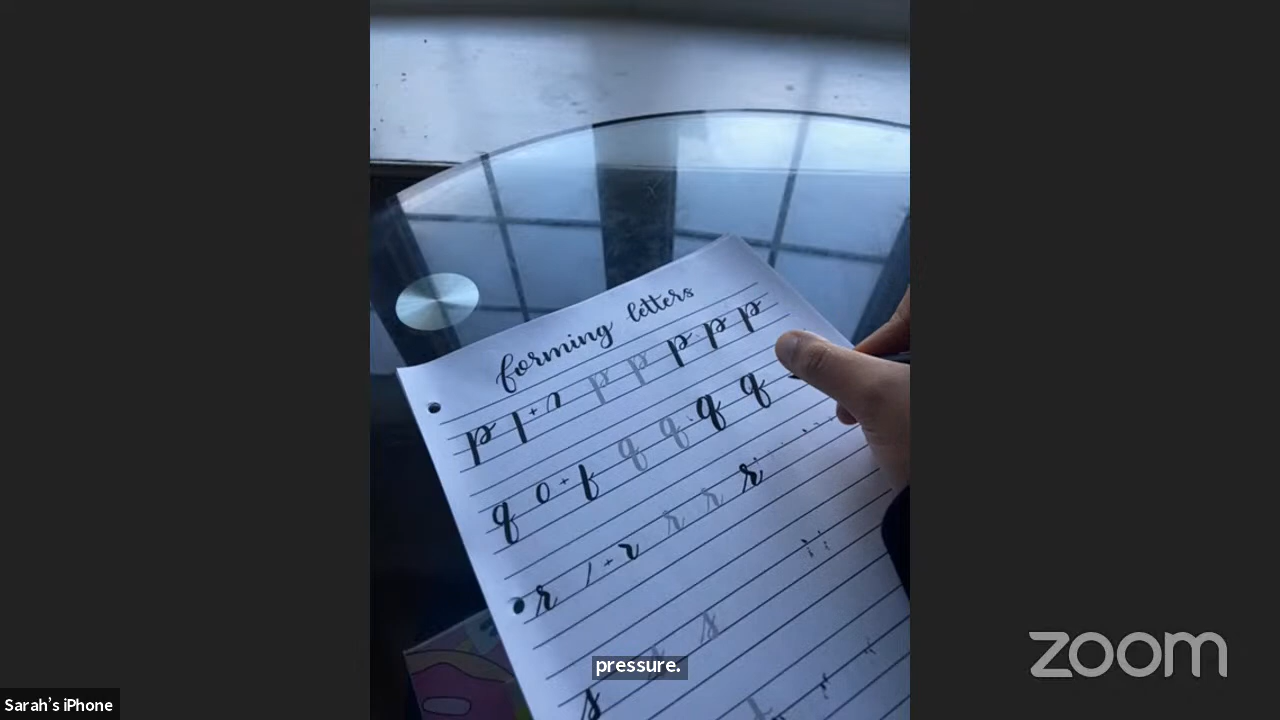 forming letters
p l + n p p p p p
q o + f q q q q
r / + r r r r
s s s
pressure.
Sarah's iPhone
zoom